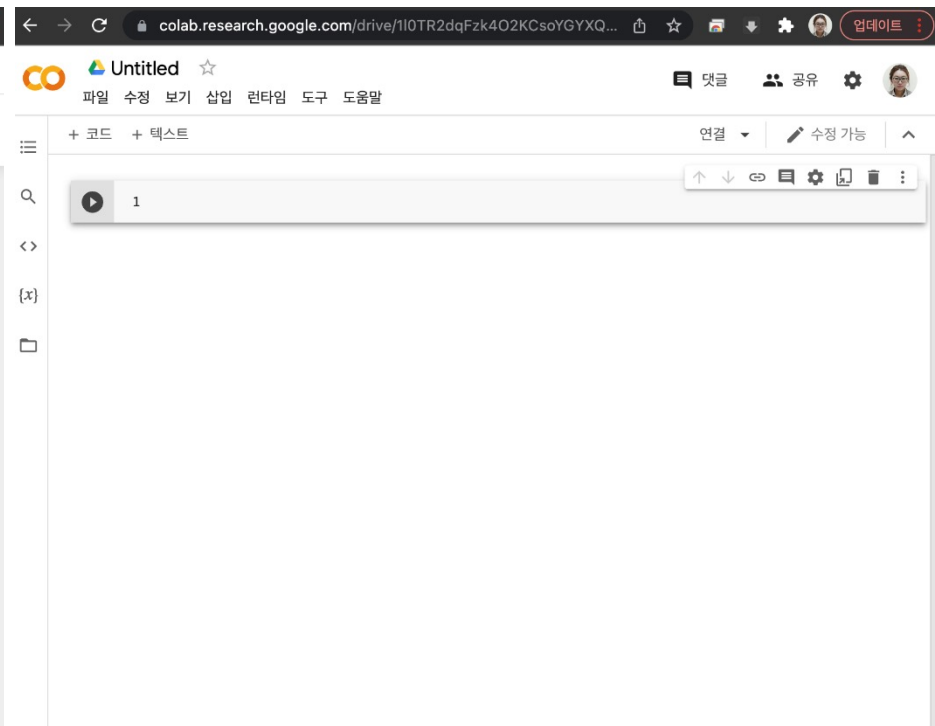 colab.research.google.com/drive/1l0TR2dqFzk4O2KCsoYGYXQ... 업데이트
CO Untitled
댓글 공유
파일 수정 보기 삽입 런타임 도구 도움말
+ 코드 + 텍스트 연결 수정 가능
1
{x}